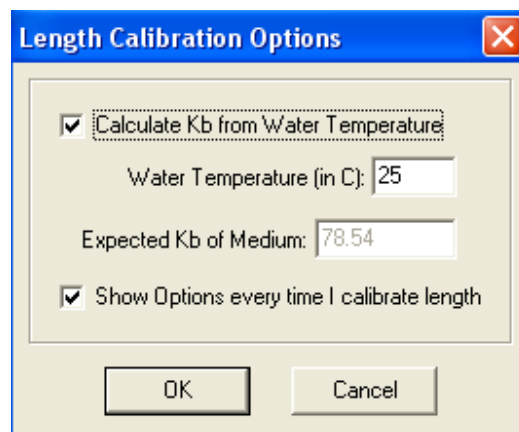 Length Calibration Options
Calculate Kb from Water Temperature
Water Temperature (in C): 25
Expected Kb of Medium: 78.54
Show Options every time I calibrate length
OK Cancel